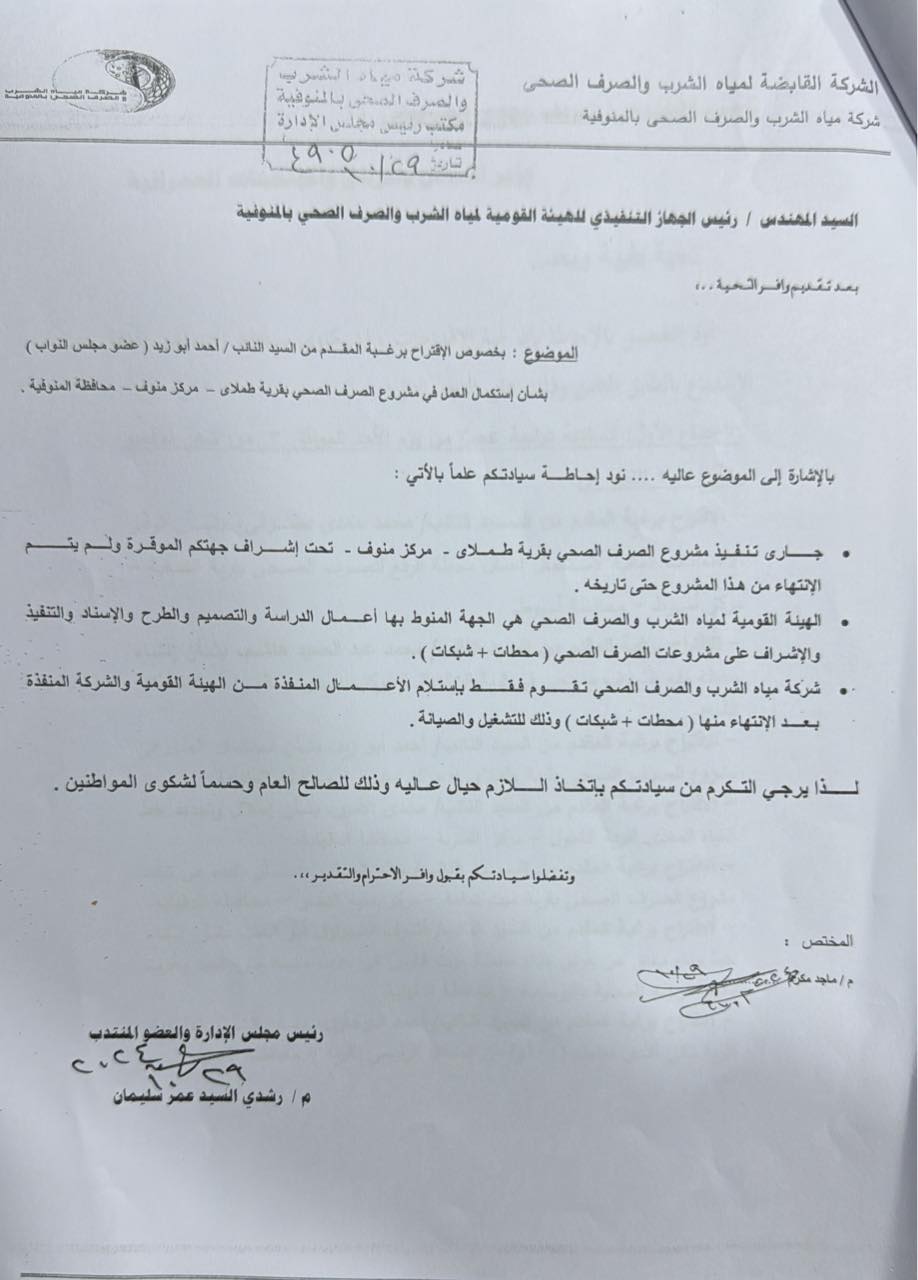 الشركة القابضة لمياه الشرب والصرف الصحى
شركة مياه الشرب والصرف الصحى بالمنوفية
شركة مياه الشرب
والصرف الصحى بالمنوفية
مكتب رئيس مجلس الإدارة
تاريخ
شركة مياه الشرب
والصرف الصحى بالمنوفية
السيد المهندس / رئيس الجهاز التنفيذي للهيئة القومية لمياه الشرب والصرف الصحي بالمنوفية
بعد تقديم وافر التحية ..،
الموضوع : بخصوص الإقتراح برغبة المقدم من السيد النائب / أحمد أبو زيد ( عضو مجلس النواب )
بشأن إستكمال العمل في مشروع الصرف الصحي بقرية طملاى – مركز منوف – محافظة المنوفية .
بالإشارة إلى الموضوع عاليه .... نود إحاطة سيادتكم علماً بالأتي :
• جارى تنفيذ مشروع الصرف الصحي بقرية طملاى - مركز منوف - تحت إشراف جهتكم الموقرة ولم يتم
الإنتهاء من هذا المشروع حتى تاريخه .
• الهيئة القومية لمياه الشرب والصرف الصحي هي الجهة المنوط بها أعمال الدراسة والتصميم والطرح والإسناد والتنفيذ
والإشراف على مشروعات الصرف الصحي ( محطات + شبكات ) .
• شركة مياه الشرب والصرف الصحي تقوم فقط بإستلام الأعمال المنفذة من الهيئة القومية والشركة المنفذة
بعد الإنتهاء منها ( محطات + شبكات ) وذلك للتشغيل والصيانة .
لذا يرجي التكرم من سيادتكم بإتخاذ اللازم حيال عاليه وذلك للصالح العام وحسماً لشكوى المواطنين .
وتفضلوا سيادتكم بقبول وافر الاحترام والتقدير ،،.
المختص :
م / ماجد مكرم
رئيس مجلس الإدارة والعضو المنتدب
٢٠٢٤
١٠
٢٩
م / رشدي السيد عمر سليمان